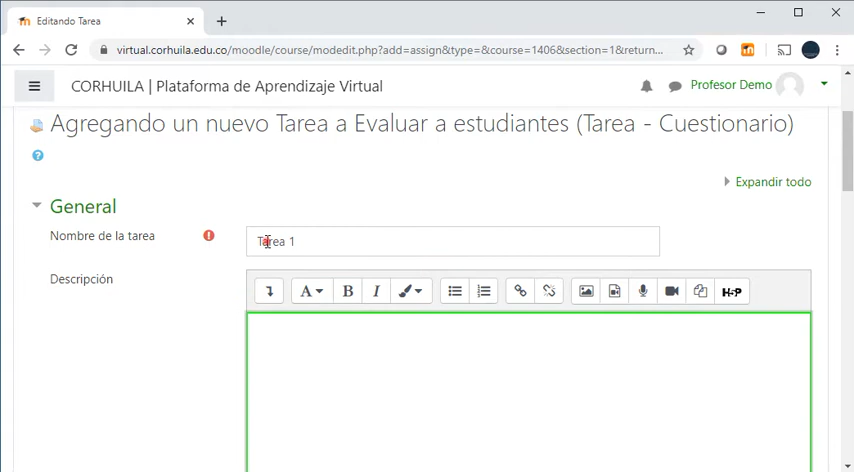 Editando Tarea
virtual.corhuila.edu.co/moodle/course/modedit.php?add=assign&type=&course=1406&section=1&return...
CORHUILA | Plataforma de Aprendizaje Virtual
Profesor Demo
Agregando un nuevo Tarea a Evaluar a estudiantes (Tarea - Cuestionario)
Expandir todo
General
Nombre de la tarea
Tarea 1
Descripción
A B I
H5P